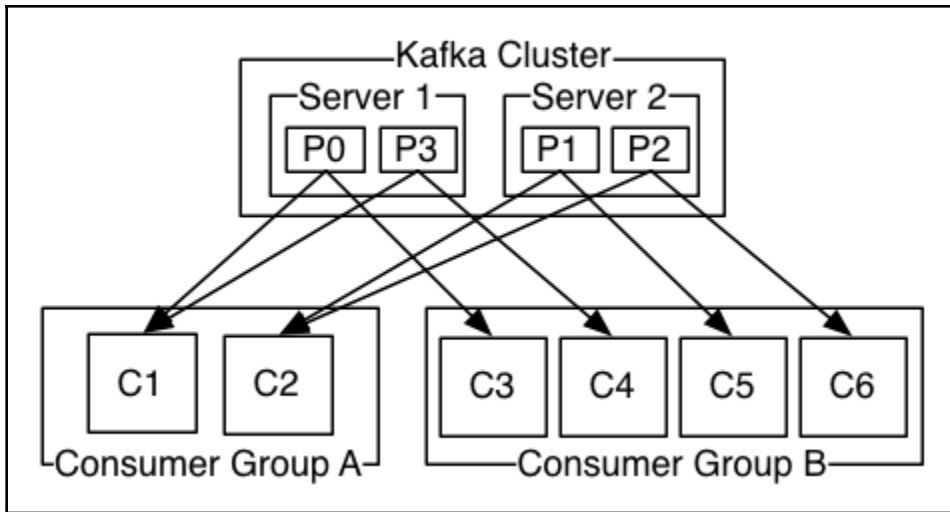 Kafka Cluster
Server 1 Server 2
P0 P3 P1 P2
C1 C2 C3 C4 C5 C6
Consumer Group A Consumer Group B